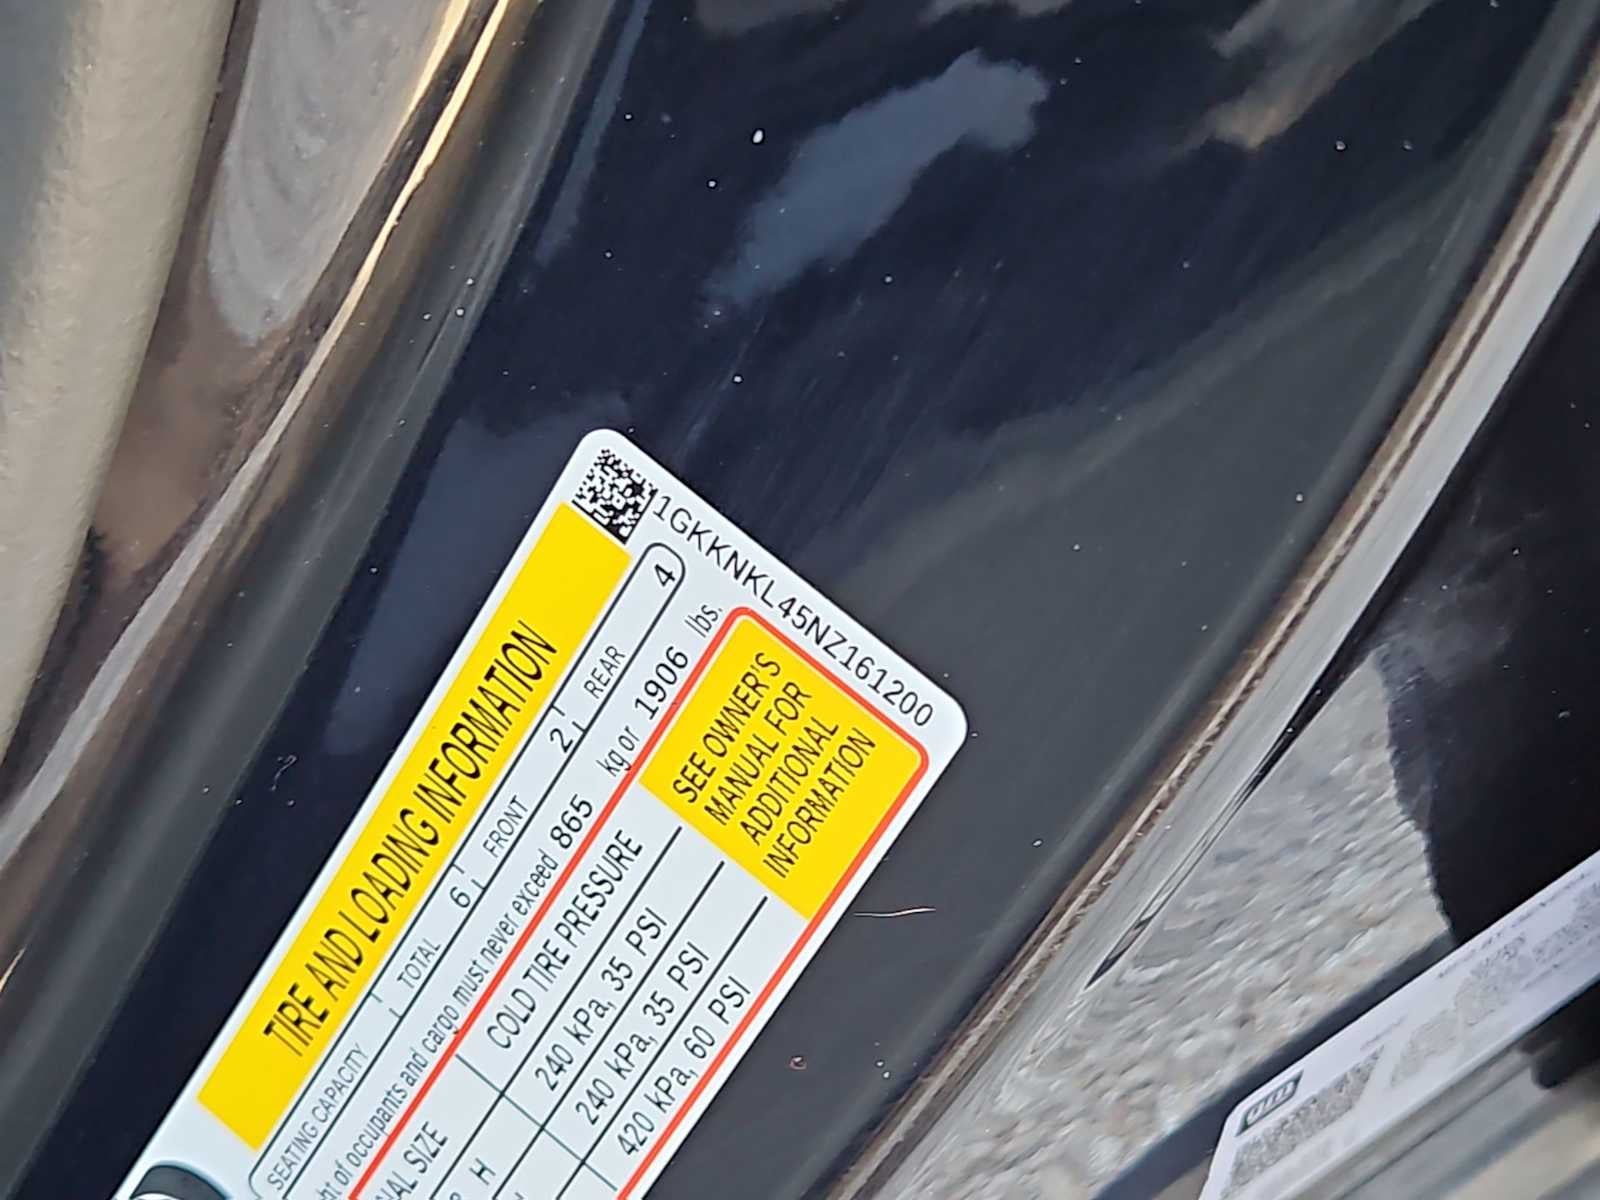 1GKKNKL45NZ161200
TIRE AND LOADING INFORMATION
SEATING CAPACITY TOTAL 6 FRONT 2 REAR 4
of occupants and cargo must never exceed 865 kg or 1906 lbs.
SIZE COLD TIRE PRESSURE
H 240 kPa, 35 PSI
240 kPa, 35 PSI
420 kPa, 60 PSI
SEE OWNER'S
MANUAL FOR
ADDITIONAL
INFORMATION